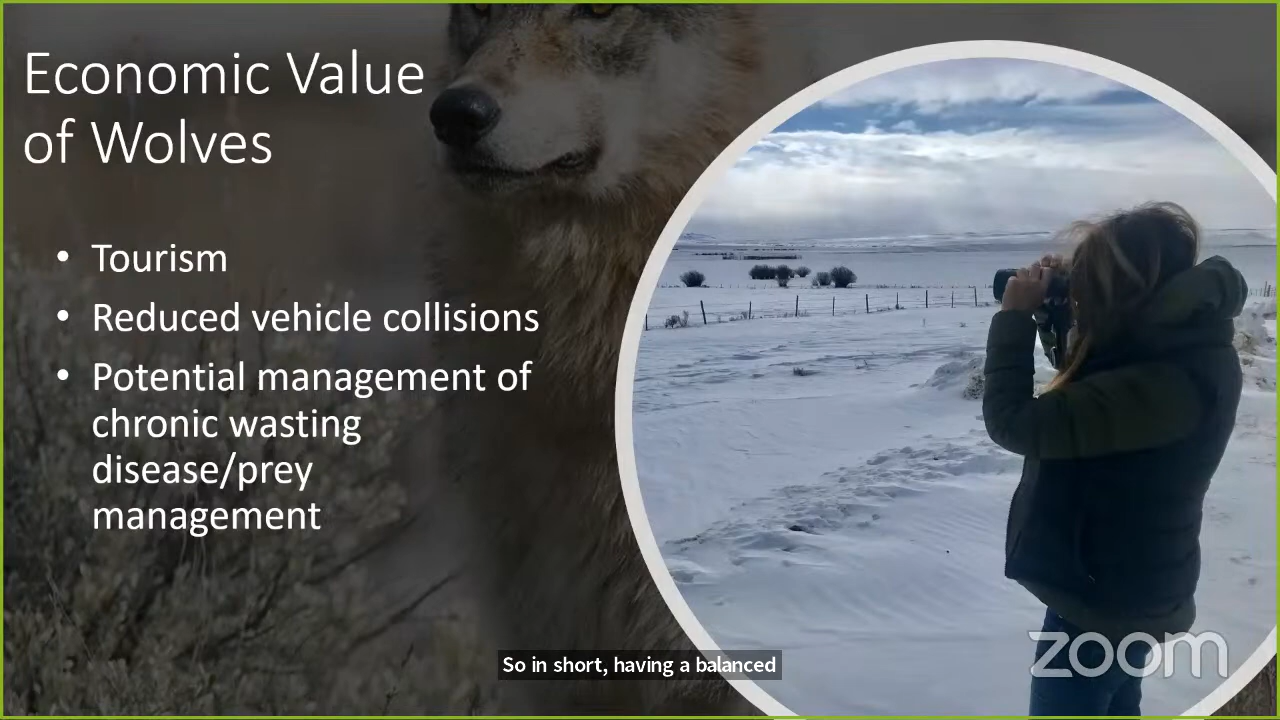 Economic Value
of Wolves
• Tourism
• Reduced vehicle collisions
• Potential management of
chronic wasting
disease/prey
management
So in short, having a balanced
zoom